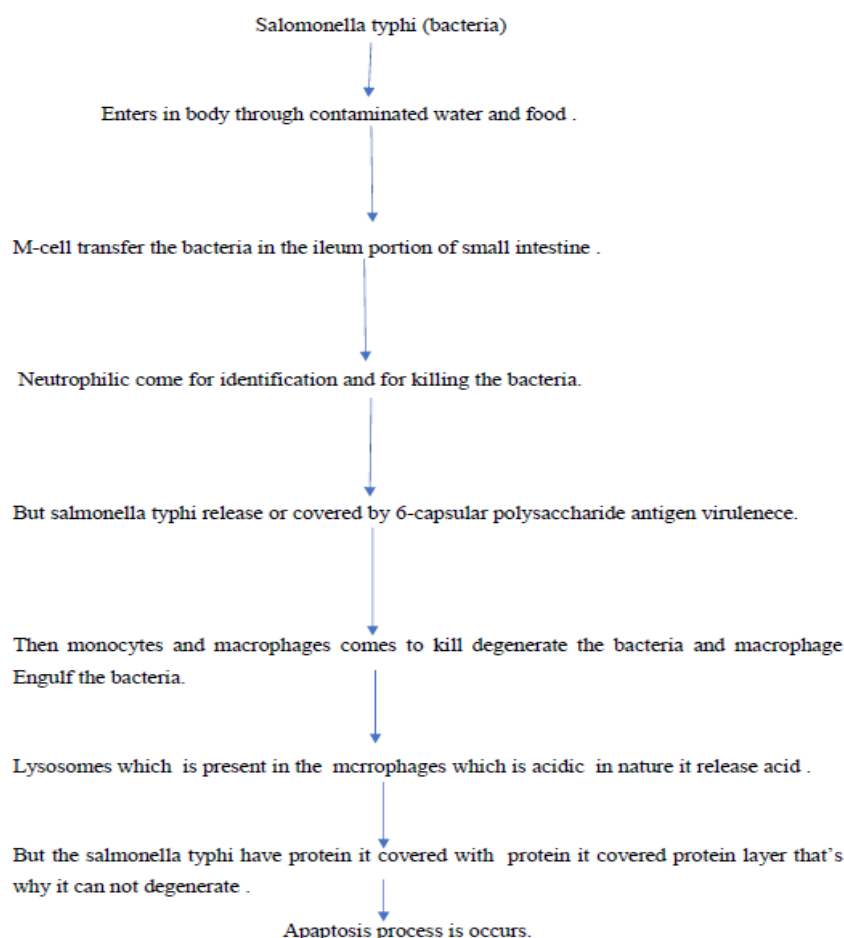 Salomonella typhi (bacteria)
Enters in body through contaminated water and food .
M-cell transfer the bacteria in the ileum portion of small intestine .
Neutrophilic come for identification and for killing the bacteria.
But salmonella typhi release or covered by 6-capsular polysaccharide antigen virulenece.
Then monocytes and macrophages comes to kill degenerate the bacteria and macrophage
Engulf the bacteria.
Lysosomes which is present in the mcrrophages which is acidic in nature it release acid .
But the salmonella typhi have protein it covered with protein it covered protein layer that's
why it can not degenerate .
Apaptosis process is occurs.